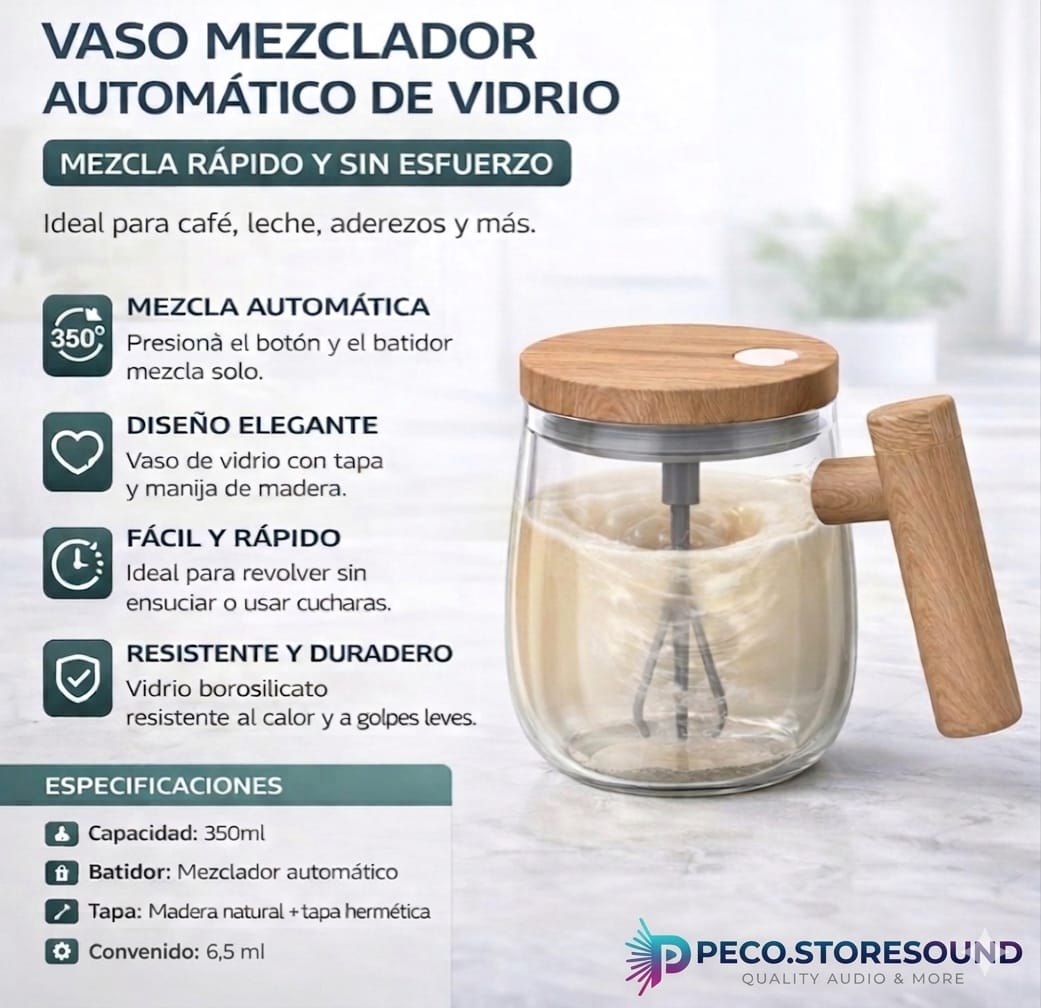 VASO MEZCLADOR
AUTOMÁTICO DE VIDRIO
MEZCLA RÁPIDO Y SIN ESFUERZO
Ideal para café, leche, aderezos y más.
350°
MEZCLA AUTOMÁTICA
Presionà el botón y el batidor
mezcla solo.
DISEÑO ELEGANTE
Vaso de vidrio con tapa
y manija de madera.
FÁCIL Y RÁPIDO
Ideal para revolver sin
ensuciar o usar cucharas.
RESISTENTE Y DURADERO
Vidrio borosilicato
resistente al calor y a golpes leves.
ESPECIFICACIONES
Capacidad: 350ml
Batidor: Mezclador automático
Tapa: Madera natural + tapa hermética
Convenido: 6,5 ml
PECO.STORESOUND
QUALITY AUDIO & MORE